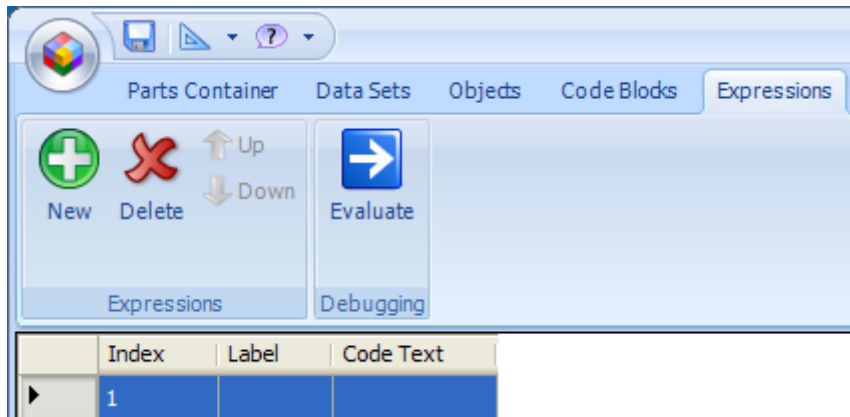 ?
Parts Container Data Sets Objects Code Blocks Expressions
Up
Down
New Delete Evaluate
Expressions Debugging
Index Label Code Text
1